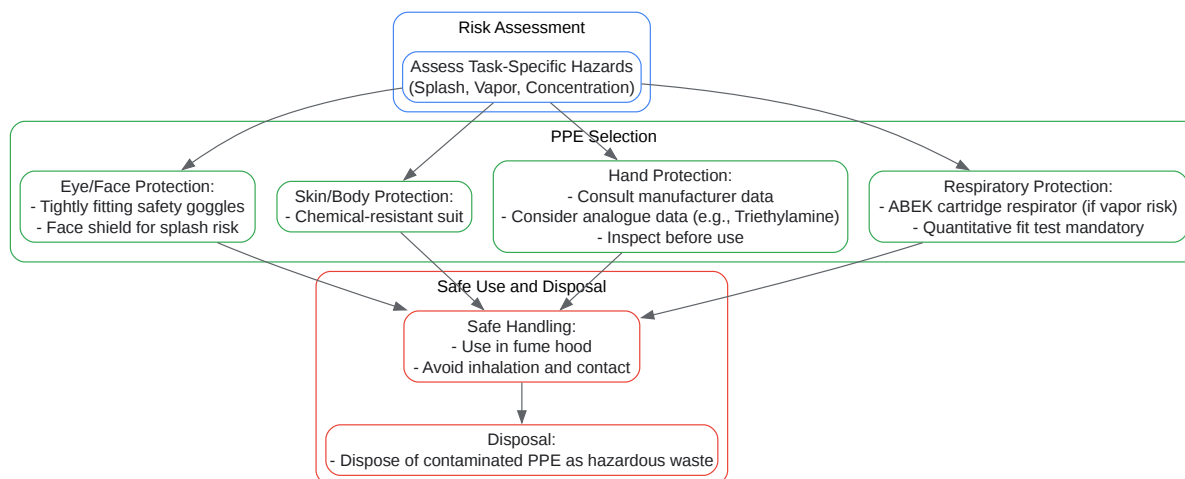 Risk Assessment
Assess Task-Specific Hazards
(Splash, Vapor, Concentration)
PPE Selection
Eye/Face Protection:
- Tightly fitting safety goggles
- Face shield for splash risk
Skin/Body Protection:
- Chemical-resistant suit
Hand Protection:
- Consult manufacturer data
- Consider analogue data (e.g., Triethylamine)
- Inspect before use
Respiratory Protection:
- ABEK cartridge respirator (if vapor risk)
- Quantitative fit test mandatory
Safe Use and Disposal
Safe Handling:
- Use in fume hood
- Avoid inhalation and contact
Disposal:
- Dispose of contaminated PPE as hazardous waste